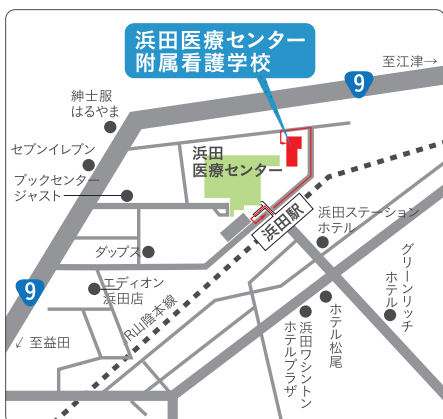 浜田医療センター
附属看護学校
至江津→
9
紳士服
はるやま
セブンイレブン
浜田
医療センター
ブックセンター
ジャスト
浜田駅
浜田ステーション
ホテル
ダップス
グリーンリッチ
ホテル
9
エディオン
浜田店
R山陰本線
ホテル松尾
浜田ワシントン
ホテルプラザ
↙至益田